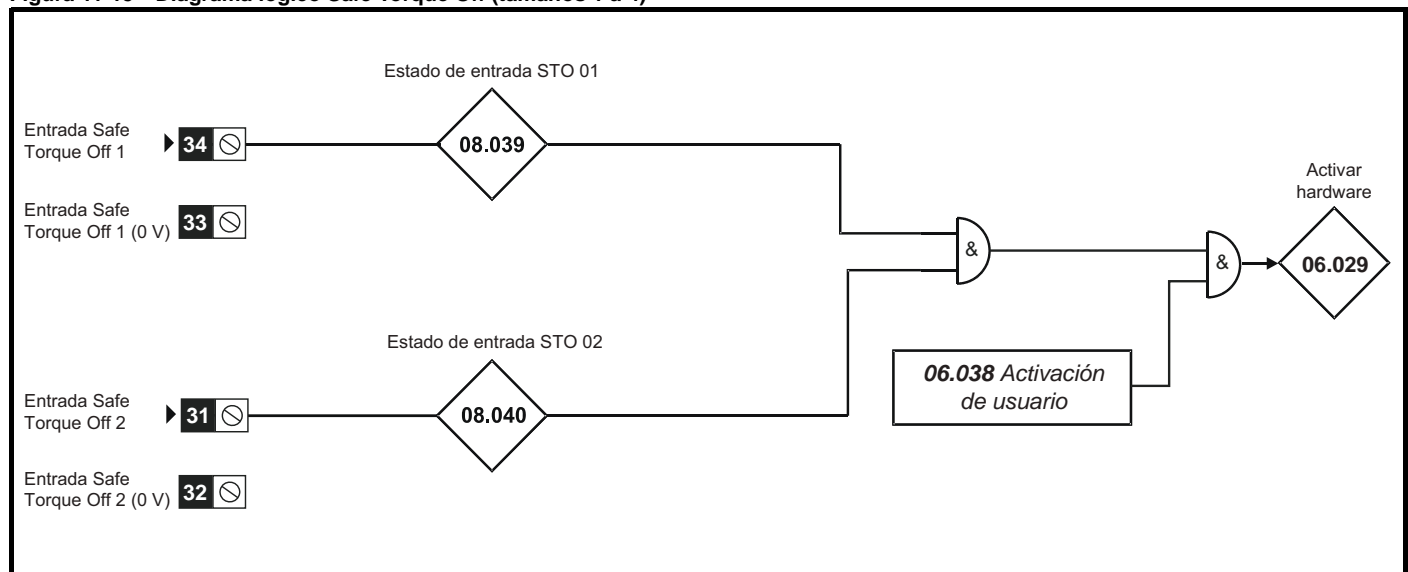 Estado de entrada STO 01
Entrada Safe
Torque Off 1
34
08.039
Activar
hardware
Entrada Safe
Torque Off 1 (0 V)
33
&
&
06.029
Estado de entrada STO 02
06.038 Activación
de usuario
Entrada Safe
Torque Off 2
31
08.040
Entrada Safe
Torque Off 2 (0 V)
32